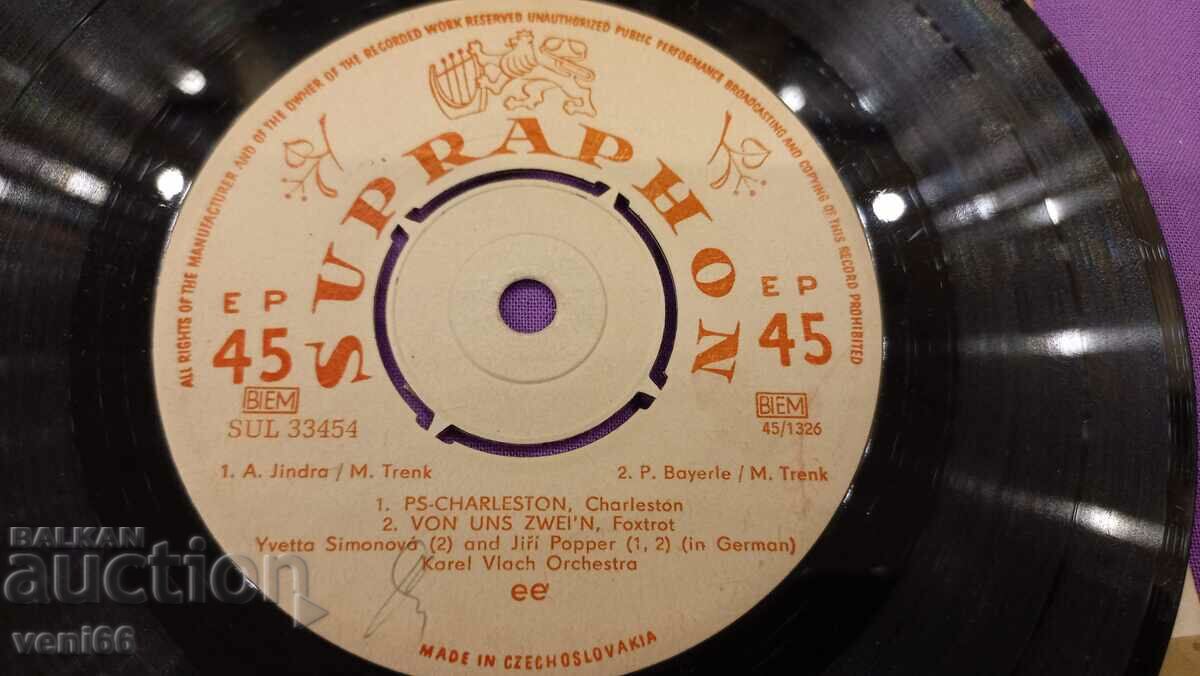 ALL RIGHTS OF THE MANUFACTURER AND OF THE OWHER OF THE RECORDED WORK RESERVED UNAUTHORIZED PUBLIC PERFORMANCE BROADCASTING AND COPYING OF THIS RECORD PROHIBITED
SUPRAPHON
EP
45
BIEM
SUL 33454
EP
45
BIEM
45/1326
1. A. Jindra / M. Trenk
2. P. Bayerle / M. Trenk
1. PS-CHARLESTON, Charleston
2. VON UNS ZWEI'N, Foxtrot
Yvetta Simonová (2) and Jiří Popper (1, 2) (in German)
Karel Vlach Orchestra
ee
MADE IN CZECHOSLOVAKIA
BALKAN
auction
veni66